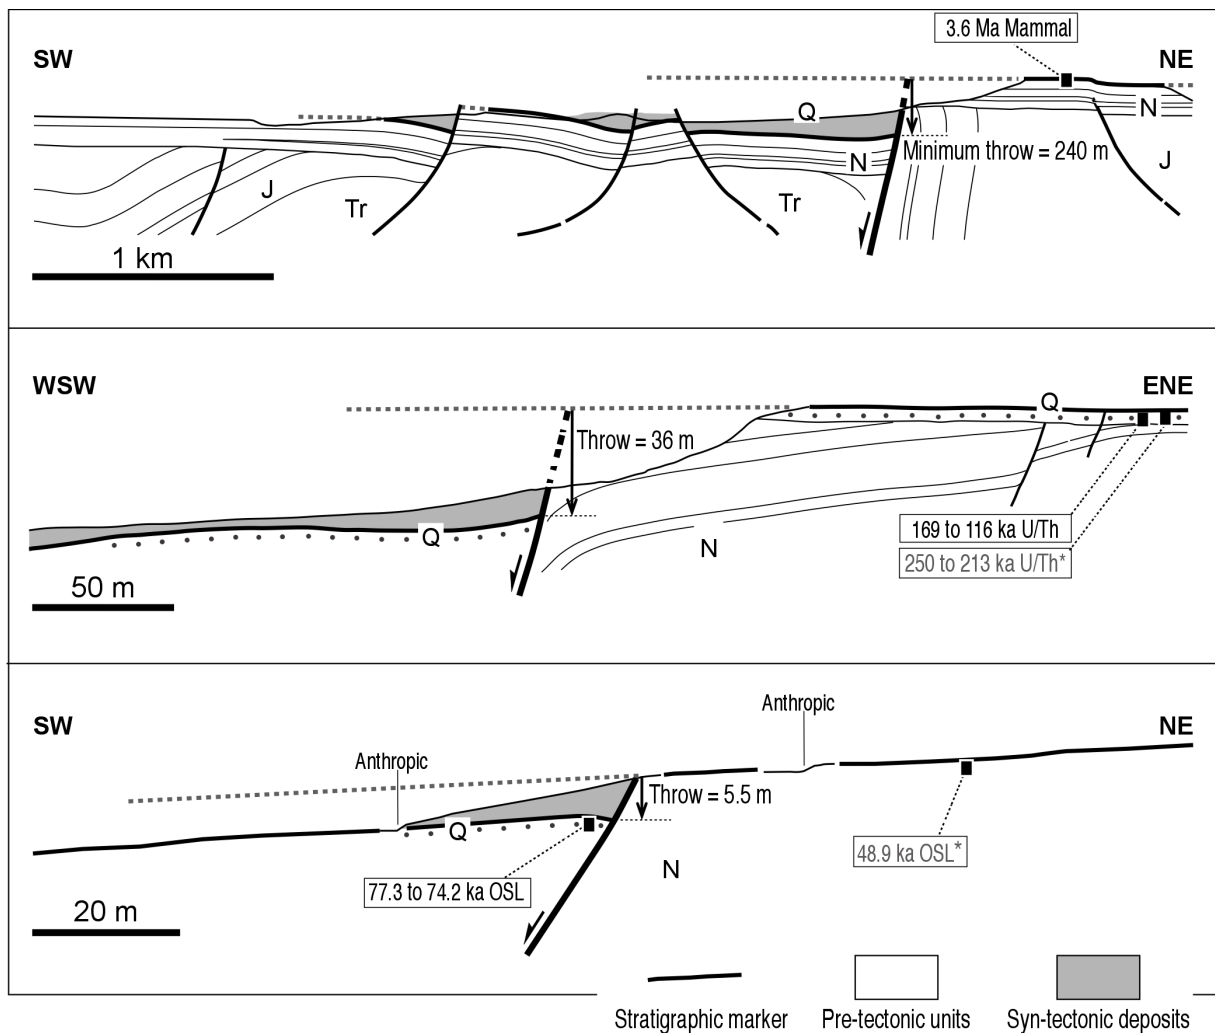 3.6 Ma Mammal
SW
NE
Q
N
Minimum throw = 240 m
N
J
J
Tr
Tr
1 km
WSW
ENE
Q
Throw = 36 m
Q
N
169 to 116 ka U/Th
250 to 213 ka U/Th*
50 m
SW
Anthropic
NE
Anthropic
Throw = 5.5 m
Q
N
48.9 ka OSL*
77.3 to 74.2 ka OSL
20 m
Stratigraphic marker
Pre-tectonic units
Syn-tectonic deposits